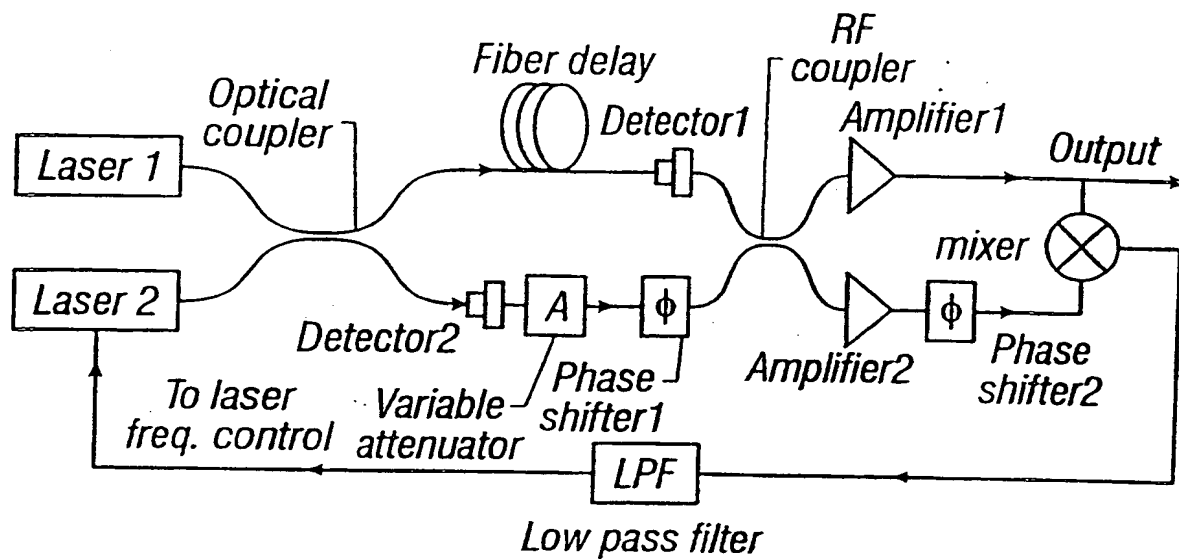 RF
coupler
Fiber delay
Optical
coupler
Detector1
Amplifier1
Output
Laser 1
mixer
Laser 2
A
ϕ
ϕ
Detector2
Amplifier2
Phase
shifter2
Phase
shifter1
Variable
attenuator
To laser
freq. control
LPF
Low pass filter